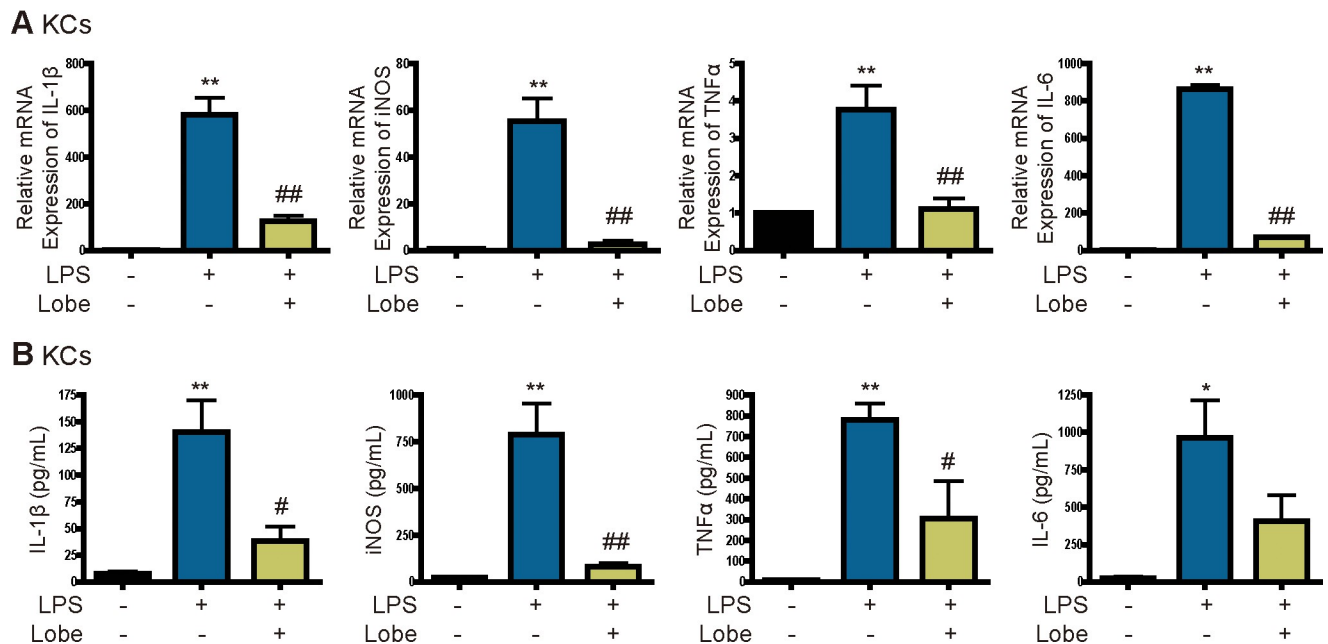 A KCs
Relative mRNA
Expression of IL-1β
800
600
400
200
0
**
##
LPS - + +
Lobe - - +
Relative mRNA
Expression of iNOS
80
60
40
20
0
**
##
LPS - + +
Lobe - - +
Relative mRNA
Expression of TNFα
5
4
3
2
1
0
**
##
LPS - + +
Lobe - - +
Relative mRNA
Expression of IL-6
1000
800
600
400
200
0
**
##
LPS - + +
Lobe - - +
B KCs
IL-1β (pg/mL)
175
150
125
100
75
50
25
0
**
#
LPS - + +
Lobe - - +
iNOS (pg/mL)
1000
750
500
250
0
**
##
LPS - + +
Lobe - - +
TNFα (pg/mL)
900
800
700
600
500
400
300
200
100
0
**
#
LPS - + +
Lobe - - +
IL-6 (pg/mL)
1250
1000
750
500
250
0
*
LPS - + +
Lobe - - +